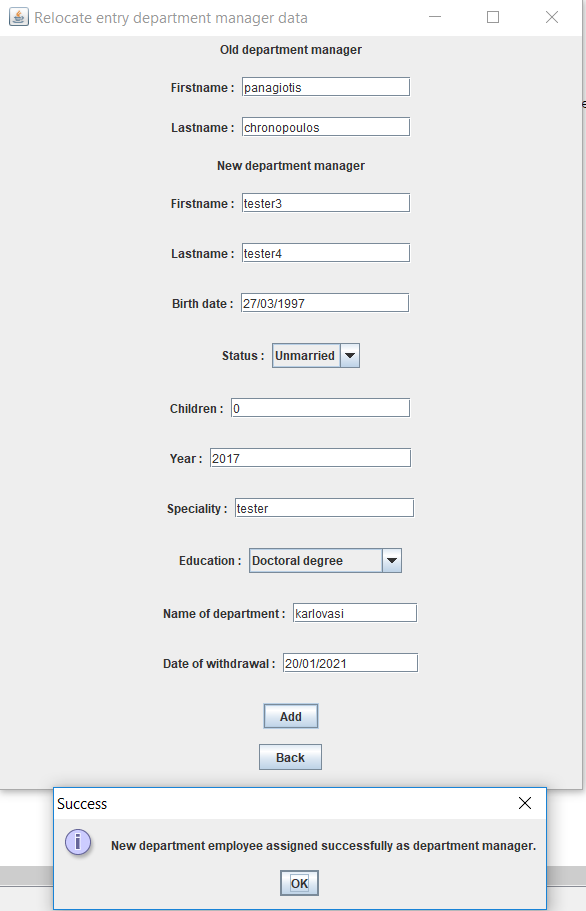 Relocate entry department manager data
Old department manager
Firstname : panagiotis
Lastname : chronopoulos
New department manager
Firstname : tester3
Lastname : tester4
Birth date : 27/03/1997
Status : Unmarried
Children : 0
Year : 2017
Speciality : tester
Education : Doctoral degree
Name of department : karlovasi
Date of withdrawal : 20/01/2021
Add
Back
Success
New department employee assigned successfully as department manager.
OK